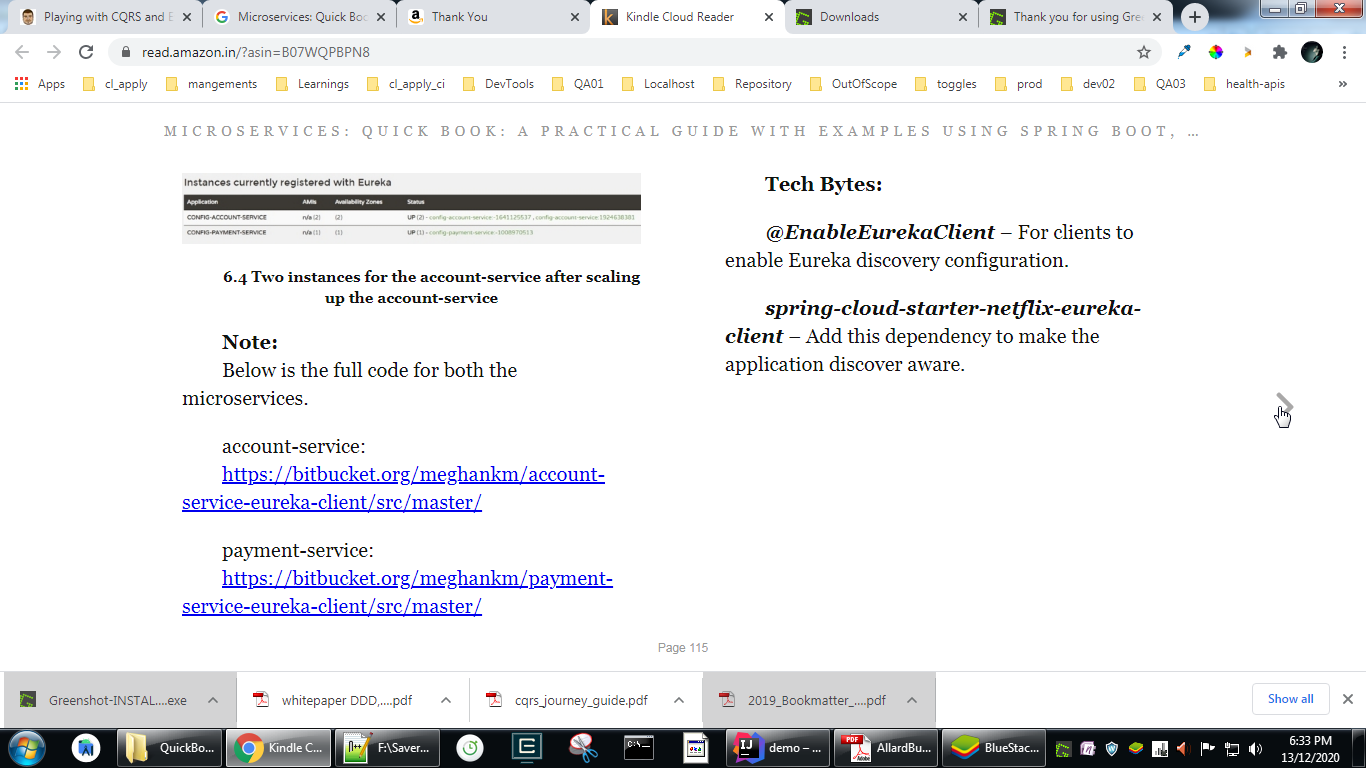 Playing with CQRS and E
Microservices: Quick Boo
Thank You
Kindle Cloud Reader
Downloads
Thank you for using Gre
read.amazon.in/?asin=B07WQPBPN8
Apps
cl_apply
mangements
Learnings
cl_apply_ci
DevTools
QA01
Localhost
Repository
OutOfScope
toggles
prod
dev02
QA03
health-apis
»
MICROSERVICES: QUICK BOOK: A PRACTICAL GUIDE WITH EXAMPLES USING SPRING BOOT, …
Instances currently registered with Eureka
Application AMIs Availability Zones Status
CONFIG-ACCOUNT-SERVICE n/a (2) (2) UP (2) - config-account-service:-1641125537 , config-account-service:1924638381
CONFIG-PAYMENT-SERVICE n/a (1) (1) UP (1) - config-payment-service:-1008970513
6.4 Two instances for the account-service after scaling
up the account-service
Note:
Below is the full code for both the
microservices.
account-service:
https://bitbucket.org/meghankm/account-
service-eureka-client/src/master/
payment-service:
https://bitbucket.org/meghankm/payment-
service-eureka-client/src/master/
Tech Bytes:
@EnableEurekaClient – For clients to
enable Eureka discovery configuration.
spring-cloud-starter-netflix-eureka-
client – Add this dependency to make the
application discover aware.
Page 115
Greenshot-INSTAL....exe
whitepaper DDD,....pdf
cqrs_journey_guide.pdf
2019_Bookmatter_....pdf
Show all
QuickBo...
Kindle C...
F:\Saver...
demo – ...
AllardBu...
BlueStac...
6:33 PM
13/12/2020